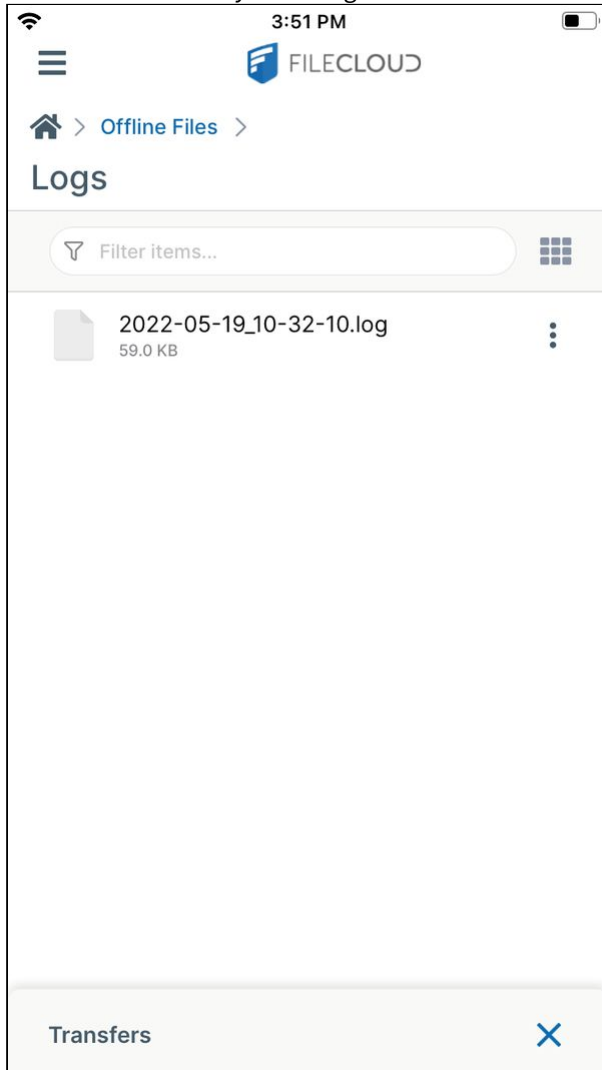 3:51 PM
FILECLOUD
Offline Files
Logs
Filter items...
2022-05-19_10-32-10.log
59.0 KB
Transfers